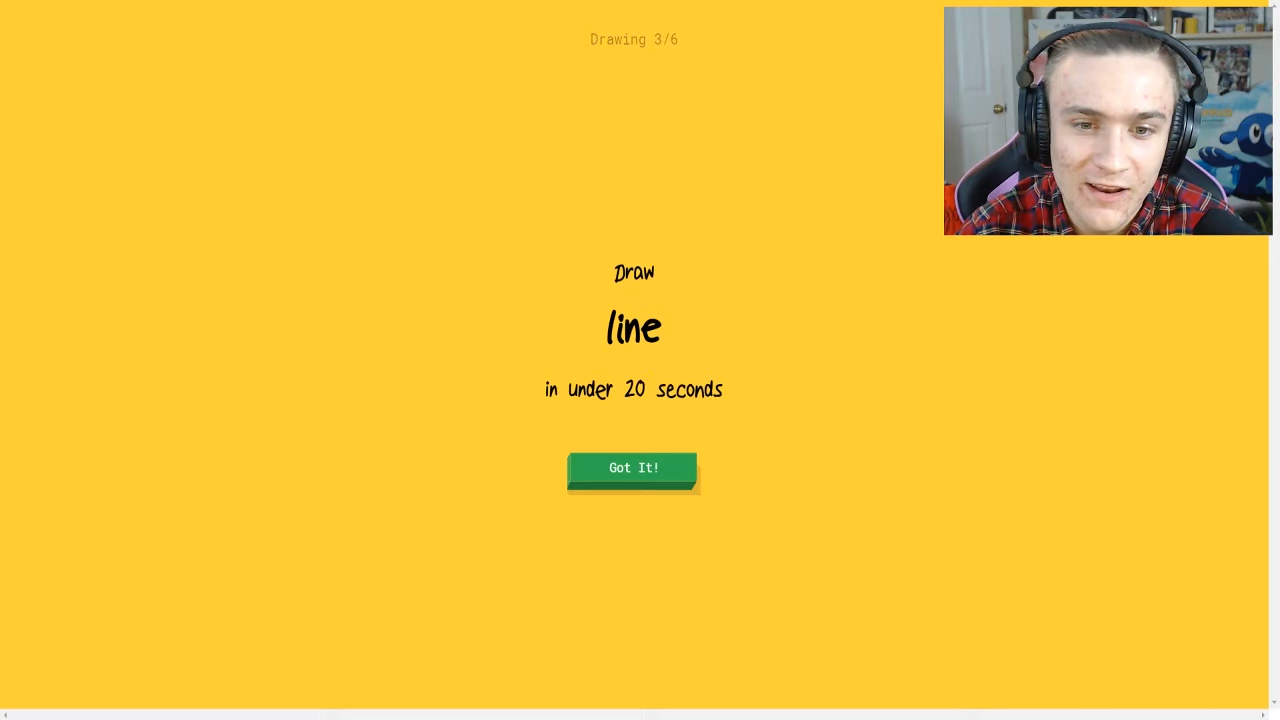 Drawing 3/6
Draw
line
in under 20 seconds
Got It!